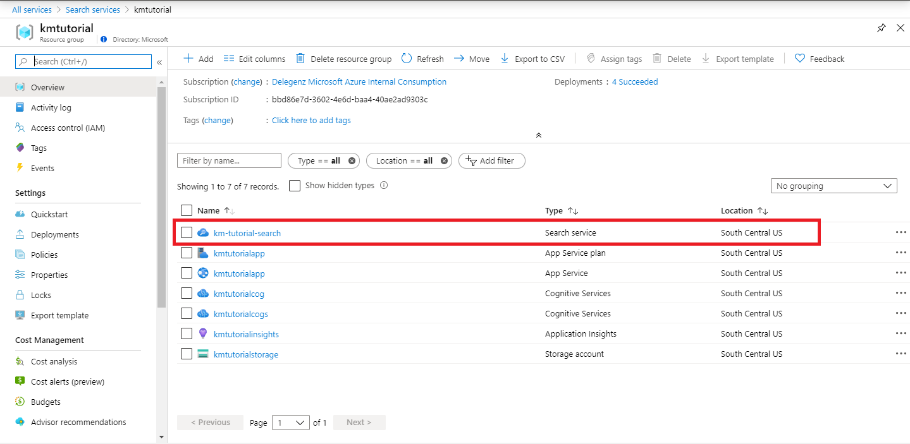 All services > Search services > kmtutorial
kmtutorial
Resource group
Directory: Microsoft
Search (Ctrl+/)
«
Overview
Activity log
Access control (IAM)
Tags
Events
Settings
Quickstart
Deployments
Policies
Properties
Locks
Export template
Cost Management
Cost analysis
Cost alerts (preview)
Budgets
Advisor recommendations
Add Edit columns Delete resource group Refresh Move Export to CSV Assign tags Delete Export template Feedback
Subscription (change) : Delegenz Microsoft Azure Internal Consumption Deployments : 4 Succeeded
Subscription ID : bbd86e7d-3602-4e6d-baa4-40ae2ad9303c
Tags (change) : Click here to add tags
Filter by name... Type == all Location == all Add filter
Showing 1 to 7 of 7 records. Show hidden types No grouping
Name Type Location
km-tutorial-search Search service South Central US
kmtutorialapp App Service plan South Central US
kmtutorialapp App Service South Central US
kmtutorialcog Cognitive Services South Central US
kmtutorialcogs Cognitive Services South Central US
kmtutorialinsights Application Insights South Central US
kmtutorialstorage Storage account South Central US
< Previous Page 1 of 1 Next >